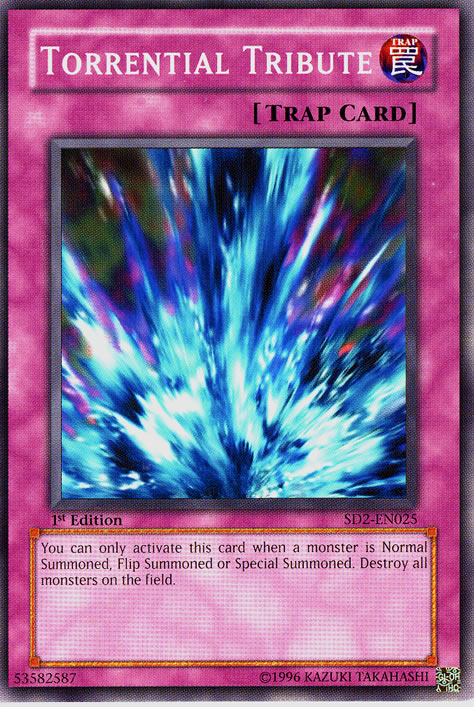 TORRENTIAL TRIBUTE
TRAP
罠
[TRAP CARD]
1st Edition
SD2-EN025
You can only activate this card when a monster is Normal
Summoned, Flip Summoned or Special Summoned. Destroy all
monsters on the field.
53582587
©1996 KAZUKI TAKAHASHI